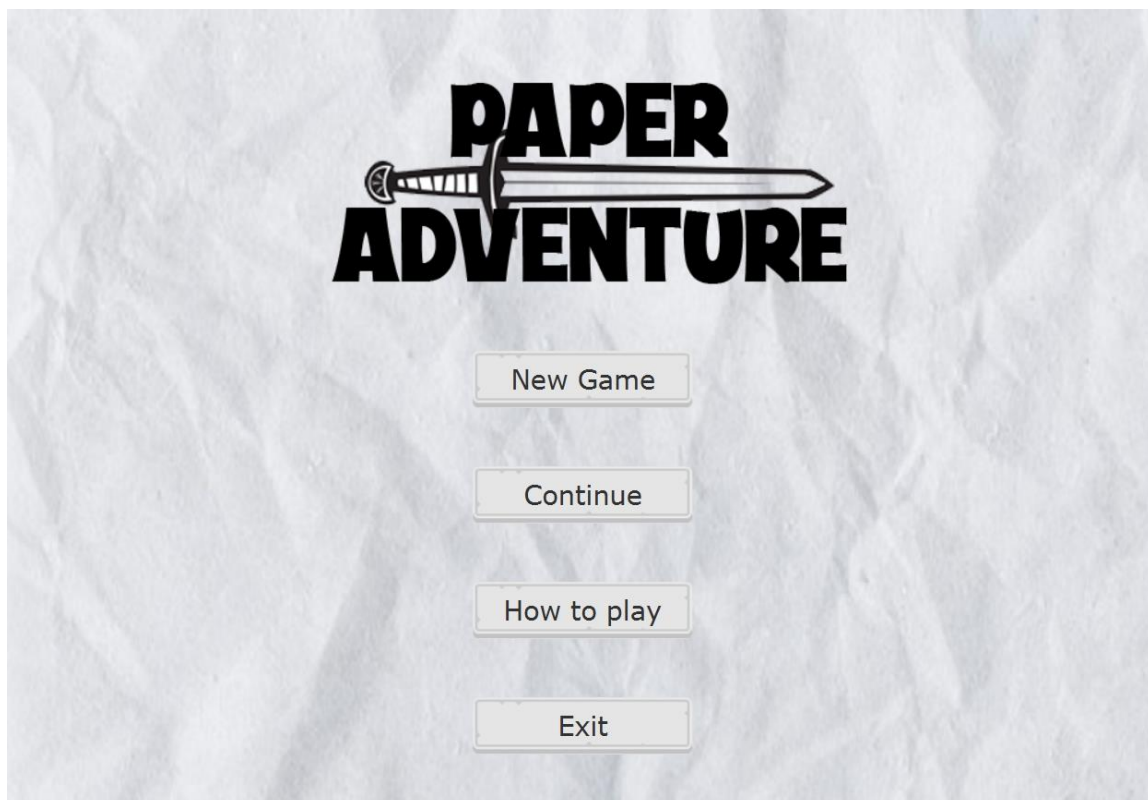 PAPER
ADVENTURE
New Game
Continue
How to play
Exit